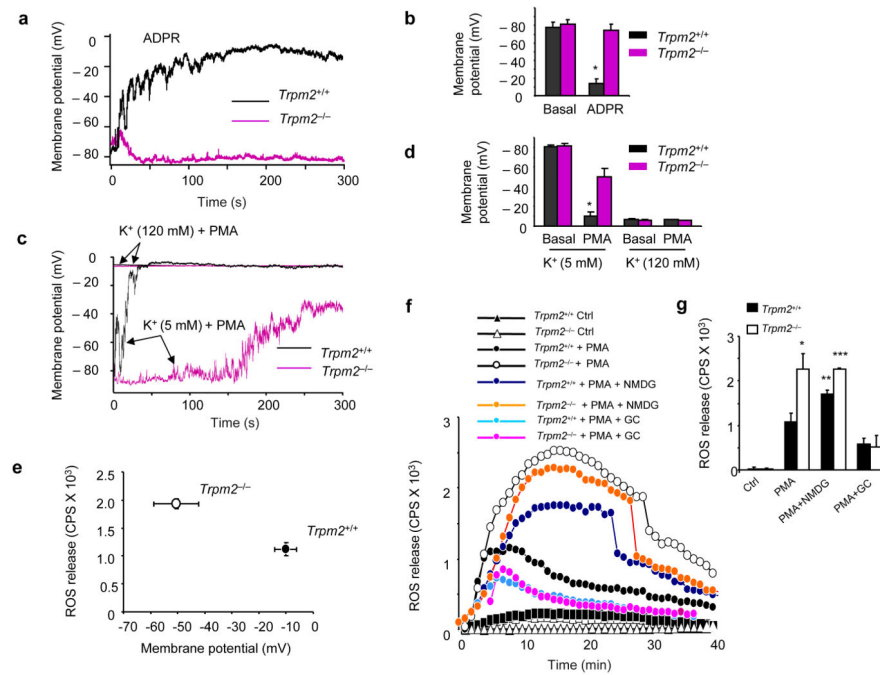 a
ADPR
Membrane potential (mV)
0
– 20
– 40
– 60
– 80
Trpm2+/+
Trpm2–/–
0
100
200
300
Time (s)
b
Membrane
potential (mV)
– 80
– 60
– 40
– 20
0
*
Basal
ADPR
Trpm2+/+
Trpm2–/–
c
K+ (120 mM) + PMA
Membrane potential (mV)
0
– 20
– 40
– 60
– 80
K+ (5 mM) + PMA
Trpm2+/+
Trpm2–/–
0
100
200
300
Time (s)
d
Membrane
potential (mV)
– 80
– 60
– 40
– 20
0
*
Basal PMA Basal PMA
K+ (5 mM) K+ (120 mM)
Trpm2+/+
Trpm2–/–
e
ROS release (CPS X 10³)
2.5
2.0
1.5
1.0
0.5
0.0
Trpm2–/–
Trpm2+/+
-70 -60 -50 -40 -30 -20 -10 0
Membrane potential (mV)
f
Trpm2+/+ Ctrl
Trpm2–/– Ctrl
Trpm2+/+ + PMA
Trpm2–/– + PMA
Trpm2+/+ + PMA + NMDG
Trpm2–/– + PMA + NMDG
Trpm2+/+ + PMA + GC
Trpm2–/– + PMA + GC
ROS release (CPS X 10³)
3
2
1
0
0 10 20 30 40
Time (min)
g
Trpm2+/+
Trpm2–/–
ROS release (CPS X 10³)
3
2
1
0
*
**
***
Ctrl
PMA
PMA+NMDG
PMA+GC